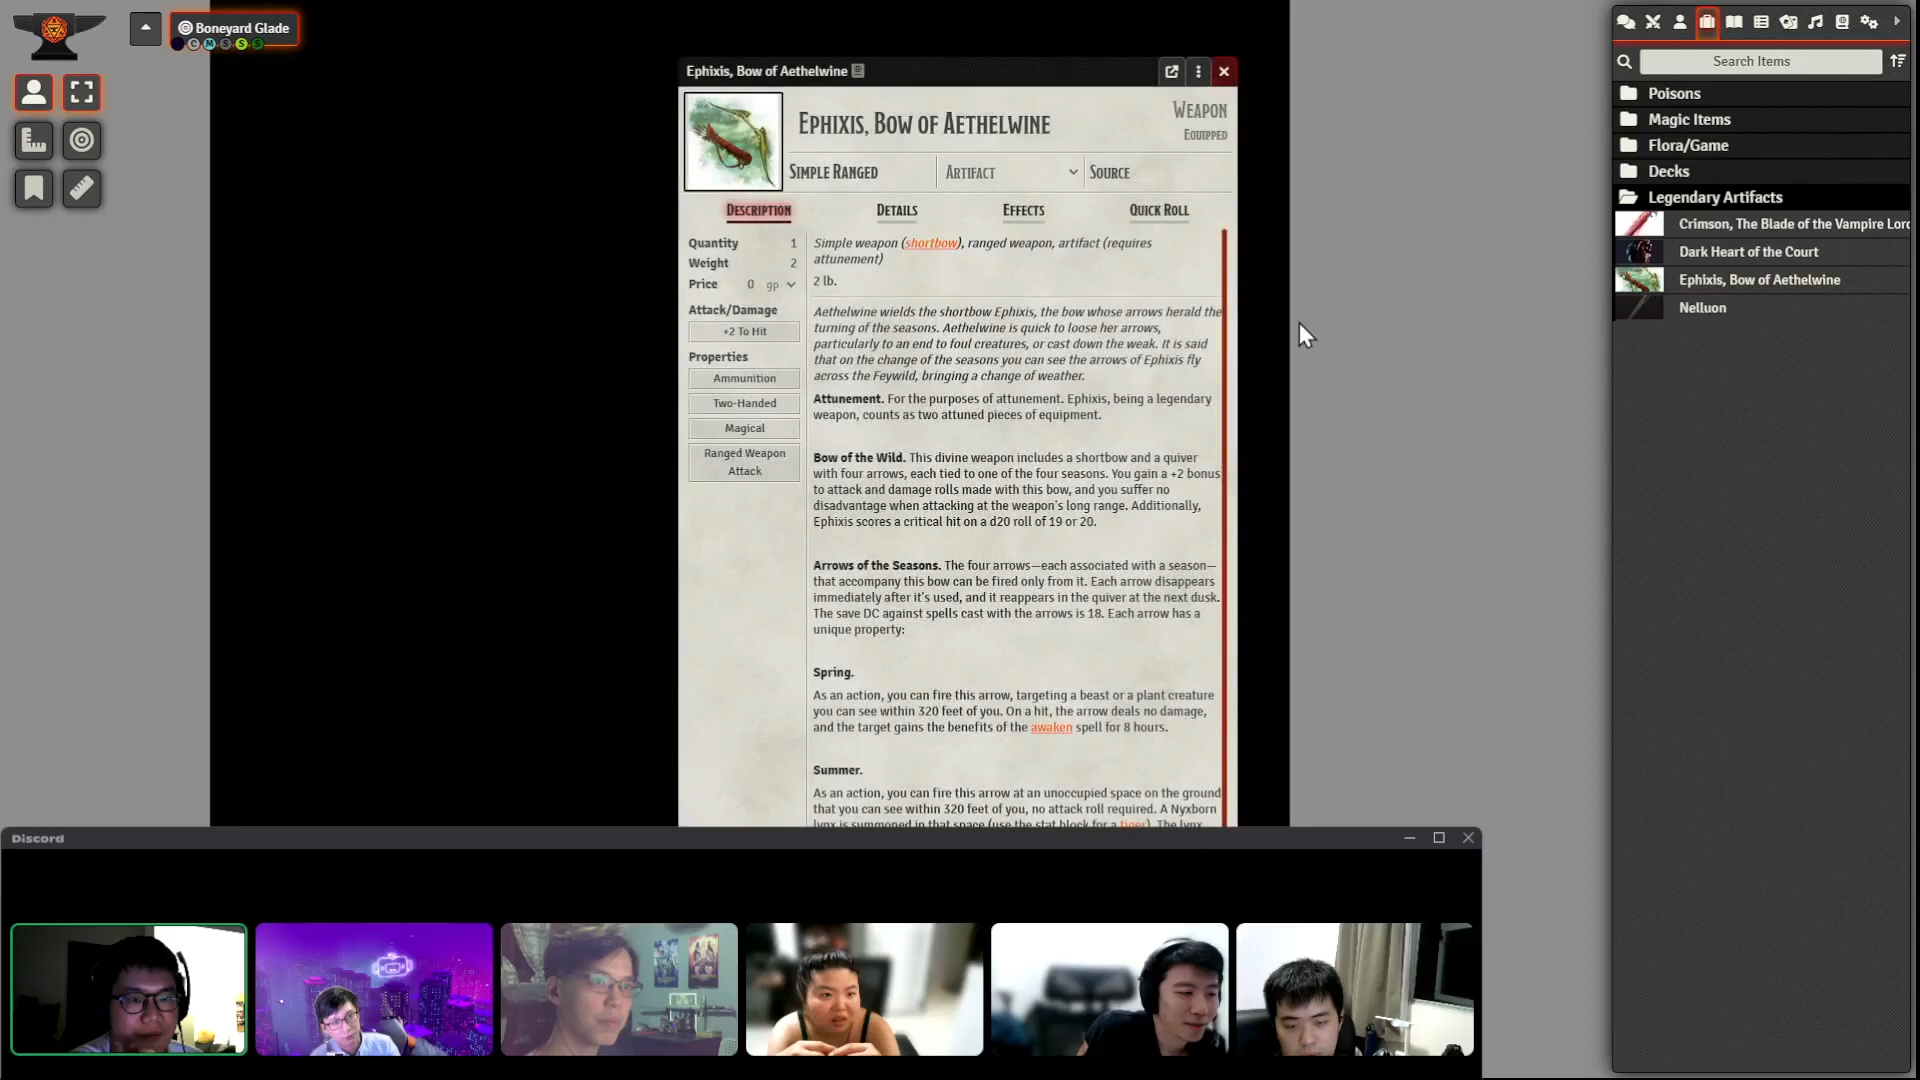 Boneyard Glade
C M S S S
Ephixis, Bow of Aethelwine
Ephixis, Bow of Aethelwine
Weapon
Equipped
Simple Ranged
Artifact
Source
Description
Details
Effects
Quick Roll
Quantity 1
Weight 2
Price 0 gp
Attack/Damage
+2 To Hit
Properties
Ammunition
Two-Handed
Magical
Ranged Weapon
Attack
Simple weapon (shortbow), ranged weapon, artifact (requires
attunement)
2 lb.
Aethelwine wields the shortbow Ephixis, the bow whose arrows herald the
turning of the seasons. Aethelwine is quick to loose her arrows,
particularly to an end to foul creatures, or cast down the weak. It is said
that on the change of the seasons you can see the arrows of Ephixis fly
across the Feywild, bringing a change of weather.
Attunement. For the purposes of attunement. Ephixis, being a legendary
weapon, counts as two attuned pieces of equipment.
Bow of the Wild. This divine weapon includes a shortbow and a quiver
with four arrows, each tied to one of the four seasons. You gain a +2 bonus
to attack and damage rolls made with this bow, and you suffer no
disadvantage when attacking at the weapon's long range. Additionally,
Ephixis scores a critical hit on a d20 roll of 19 or 20.
Arrows of the Seasons. The four arrows—each associated with a season—
that accompany this bow can be fired only from it. Each arrow disappears
immediately after it's used, and it reappears in the quiver at the next dusk.
The save DC against spells cast with the arrows is 18. Each arrow has a
unique property:
Spring.
As an action, you can fire this arrow, targeting a beast or a plant creature
you can see within 320 feet of you. On a hit, the arrow deals no damage,
and the target gains the benefits of the awaken spell for 8 hours.
Summer.
As an action, you can fire this arrow at an unoccupied space on the ground
that you can see within 320 feet of you, no attack roll required. A Nyxborn
lynx is summoned in that space (use the stat block for a tiger). The lynx
Search Items
Poisons
Magic Items
Flora/Game
Decks
Legendary Artifacts
Crimson, The Blade of the Vampire Lord
Dark Heart of the Court
Ephixis, Bow of Aethelwine
Nelluon
Discord